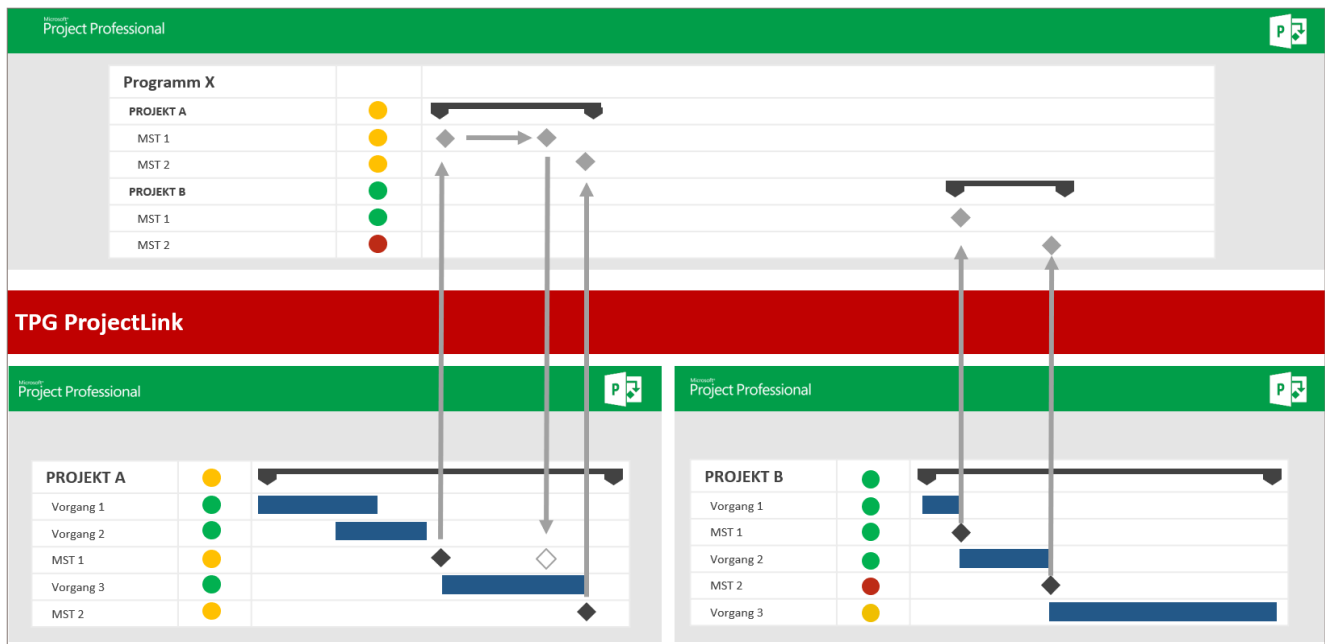 Microsoft®
Project Professional
P
Programm X
PROJEKT A
MST 1
MST 2
PROJEKT B
MST 1
MST 2
TPG ProjectLink
Microsoft®
Project Professional
P
PROJEKT A
Vorgang 1
Vorgang 2
MST 1
Vorgang 3
MST 2
Microsoft®
Project Professional
P
PROJEKT B
Vorgang 1
MST 1
Vorgang 2
MST 2
Vorgang 3